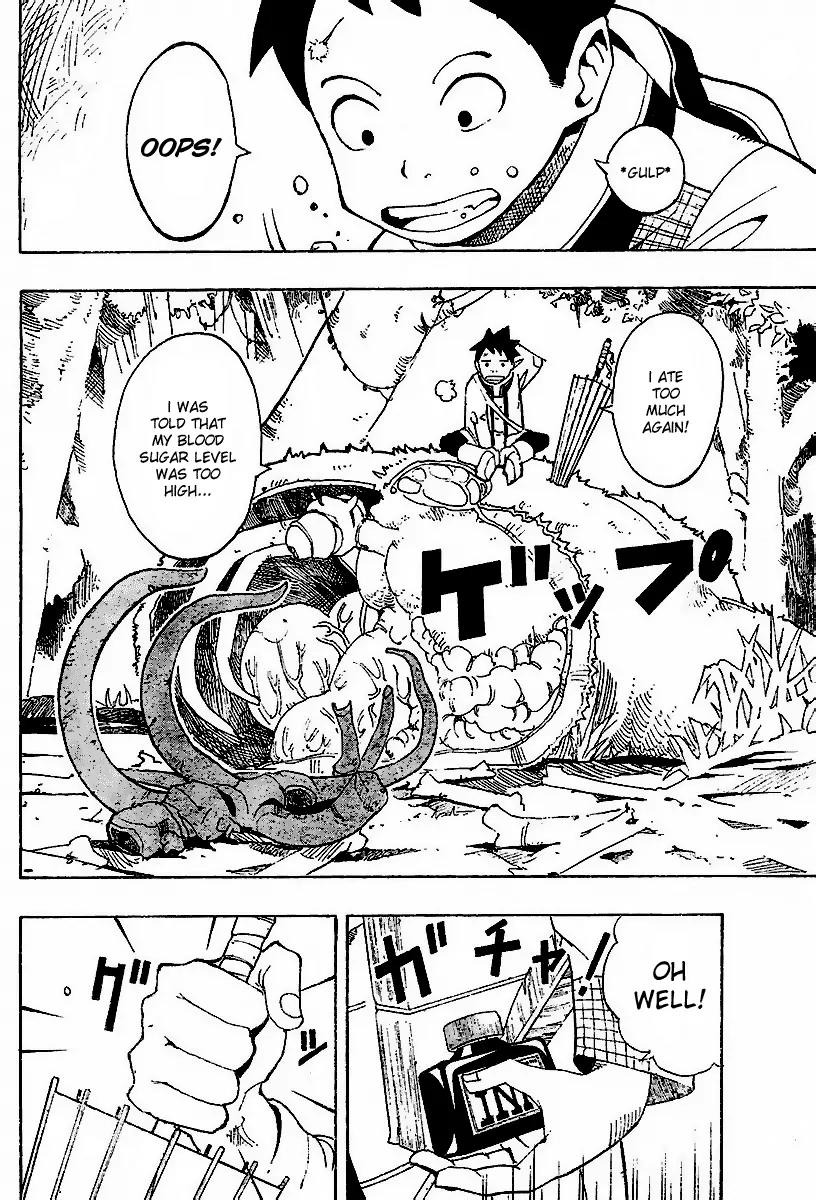 *GULP*
OOPS!
I ATE
TOO
MUCH
AGAIN!
I WAS
TOLD THAT
MY BLOOD
SUGAR LEVEL
WAS TOO
HIGH...
ゲップ
OH
WELL!
ガチャ!
INK
グッ